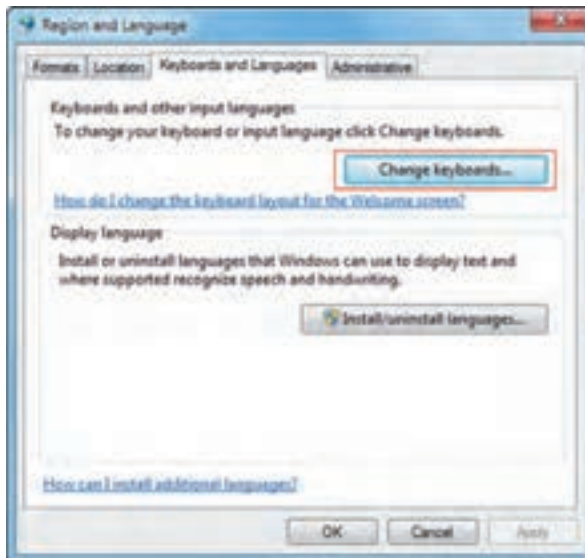 Region and Language
Formats Location Keyboards and Languages Administrative
Keyboards and other input languages
To change your keyboard or input language click Change keyboards.
Change keyboards...
How do I change the keyboard layout for the Welcome screen?
Display language
Install or uninstall languages that Windows can use to display text and
where supported recognize speech and handwriting.
Install/uninstall languages...
How can I install additional languages?
OK Cancel Apply